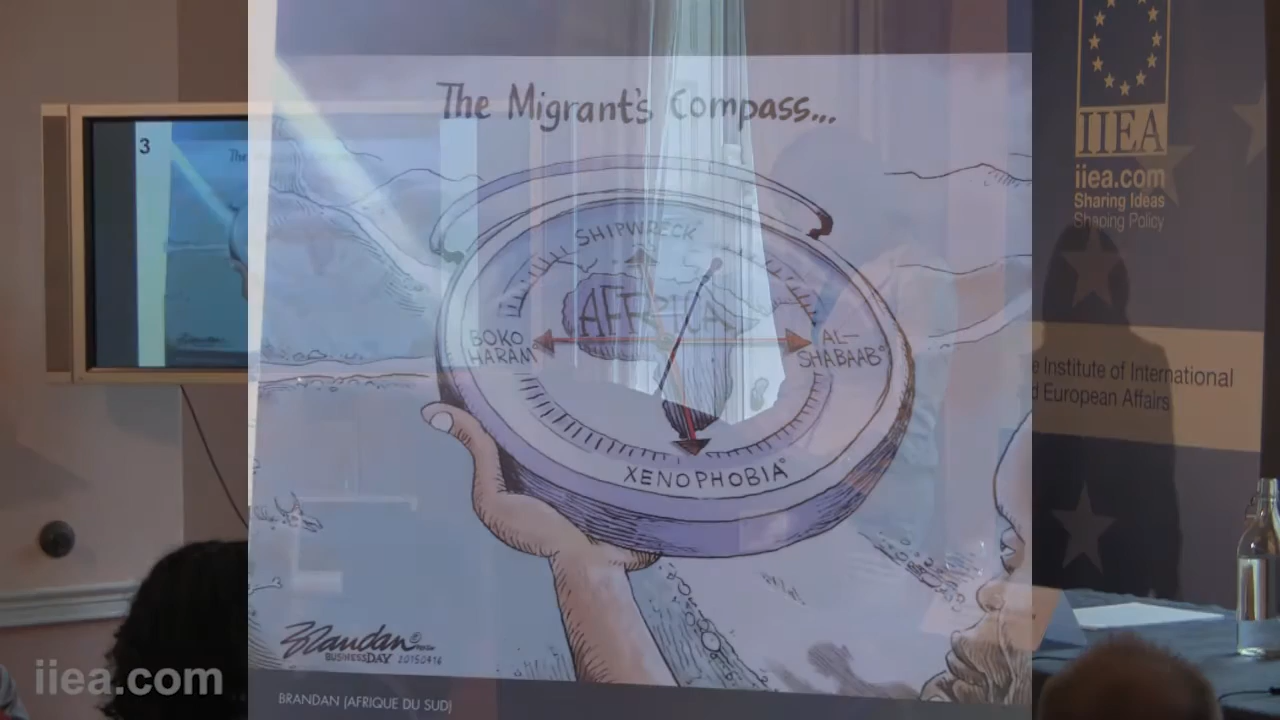 3
The Migrant's Compass...
SHIPWRECK
AFRICA
BOKO
HARAM
AL-
SHABAAB
XENOPHOBIA
Brandan
BUSINESS DAY 20150416
BRANDAN (AFRIQUE DU SUD)
IIEA
iiea.com
Sharing Ideas
Shaping Policy
Institute of International
European Affairs
iiea.com